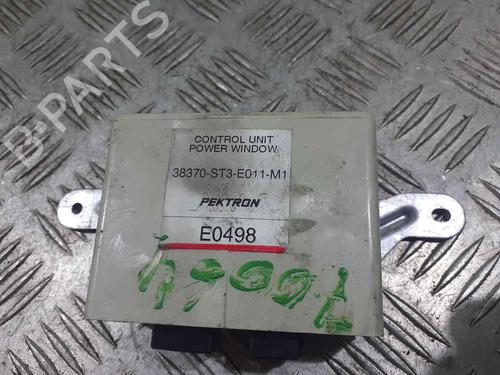 B-PARTS
CONTROL UNIT
POWER WINDOW
38370-ST3-E011-M1
PEKTRON
E0498